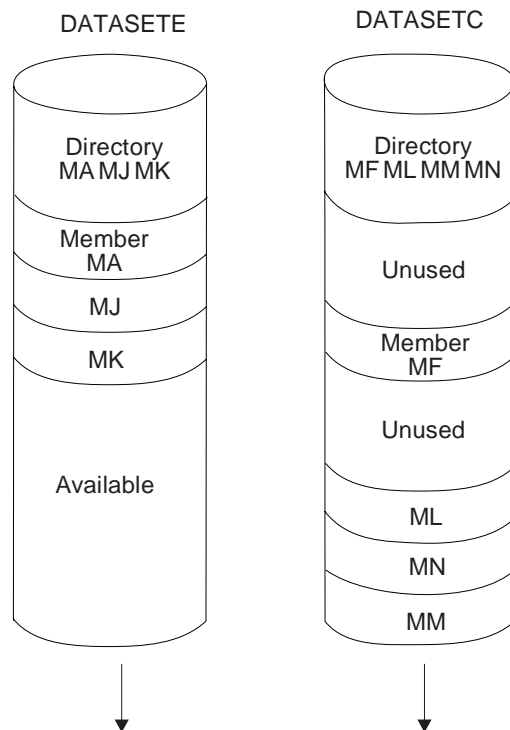 DATASETE
Directory
MA MJ MK
Member
MA
MJ
MK
Available
DATASETC
Directory
MF ML MM MN
Unused
Member
MF
Unused
ML
MN
MM